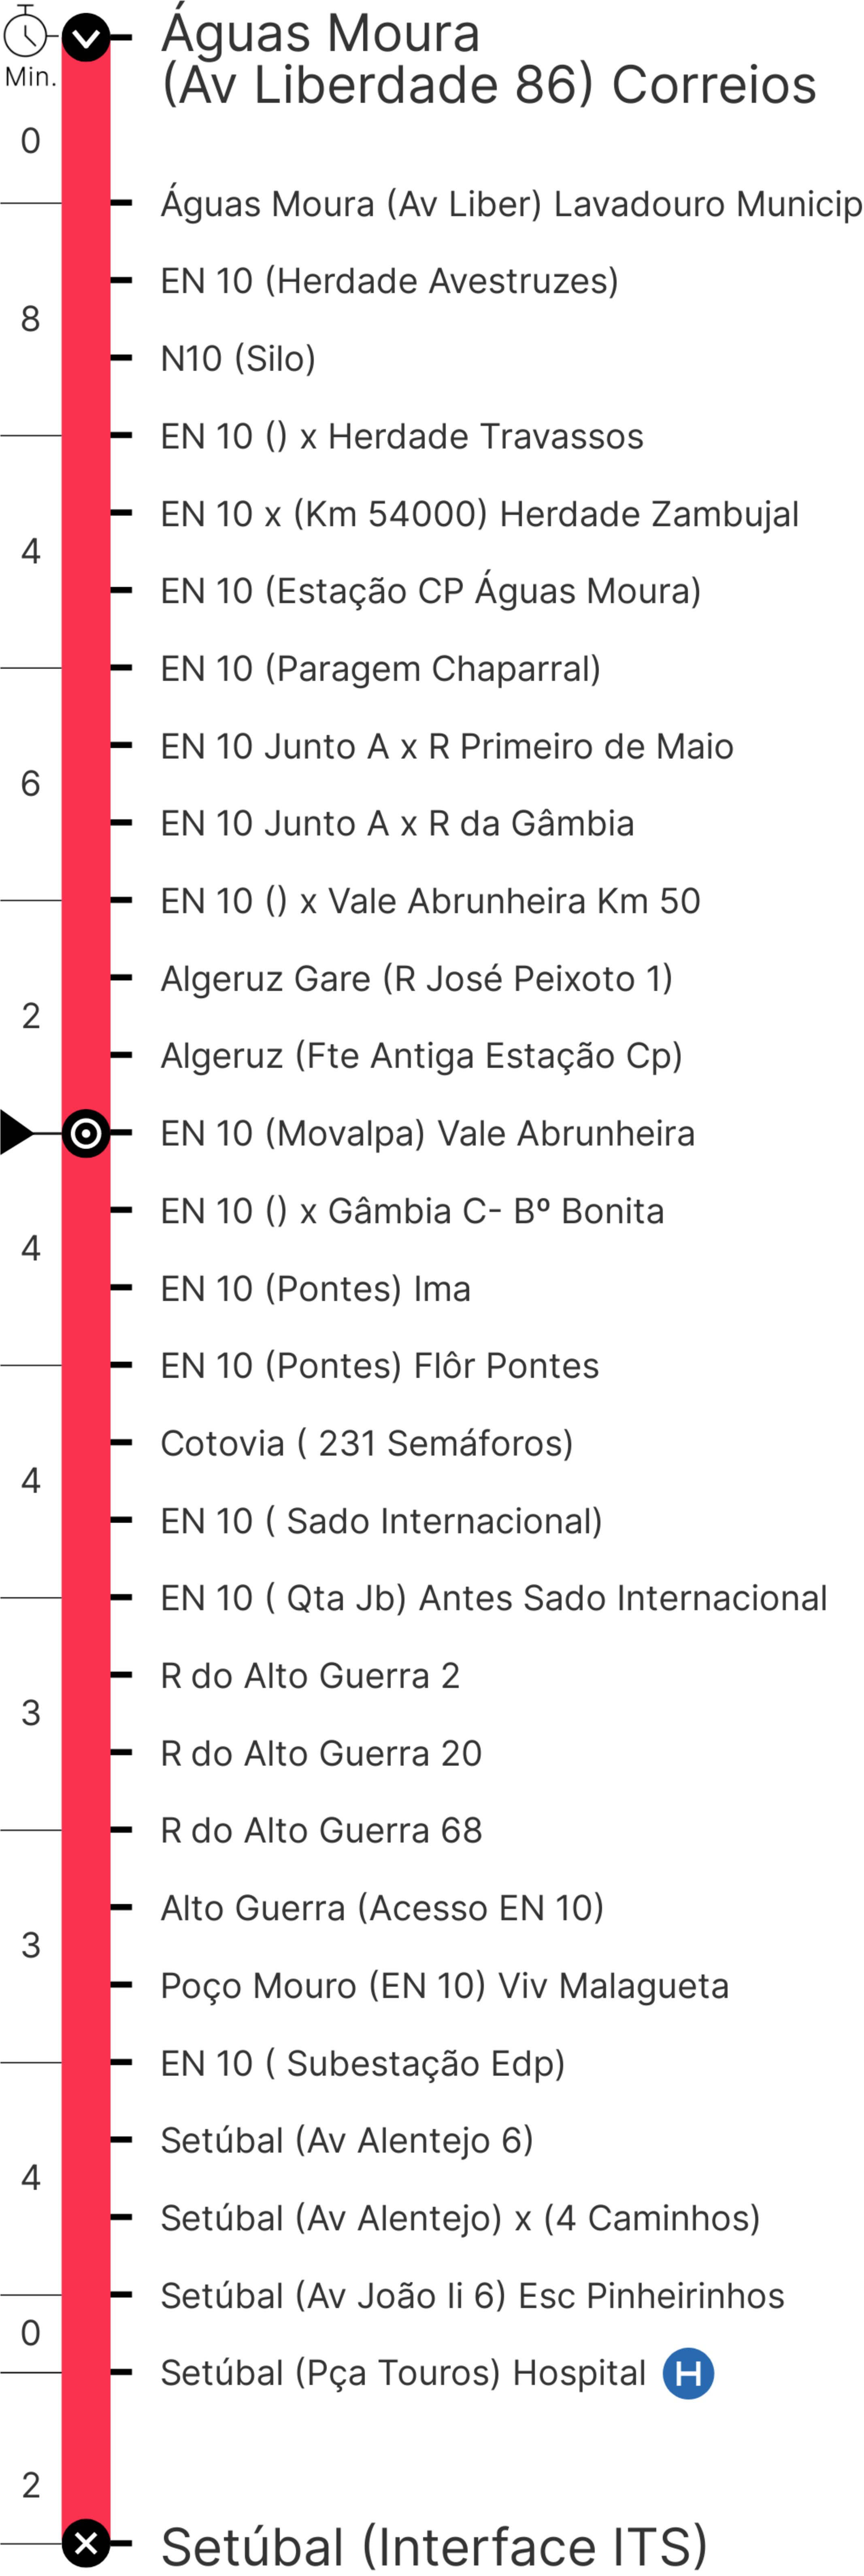 Águas Moura
(Av Liberdade 86) Correios
Min.
0
Águas Moura (Av Liber) Lavadouro Municip
EN 10 (Herdade Avestruzes)
8
N10 (Silo)
EN 10 () x Herdade Travassos
EN 10 x (Km 54000) Herdade Zambujal
4
EN 10 (Estação CP Águas Moura)
EN 10 (Paragem Chaparral)
EN 10 Junto A x R Primeiro de Maio
6
EN 10 Junto A x R da Gâmbia
EN 10 () x Vale Abrunheira Km 50
Algeruz Gare (R José Peixoto 1)
2
Algeruz (Fte Antiga Estação Cp)
EN 10 (Movalpa) Vale Abrunheira
EN 10 () x Gâmbia C- Bº Bonita
4
EN 10 (Pontes) Ima
EN 10 (Pontes) Flôr Pontes
Cotovia ( 231 Semáforos)
4
EN 10 ( Sado Internacional)
EN 10 ( Qta Jb) Antes Sado Internacional
R do Alto Guerra 2
3
R do Alto Guerra 20
R do Alto Guerra 68
Alto Guerra (Acesso EN 10)
3
Poço Mouro (EN 10) Viv Malagueta
EN 10 ( Subestação Edp)
Setúbal (Av Alentejo 6)
4
Setúbal (Av Alentejo) x (4 Caminhos)
Setúbal (Av João Ii 6) Esc Pinheirinhos
0
Setúbal (Pça Touros) Hospital H
2
Setúbal (Interface ITS)